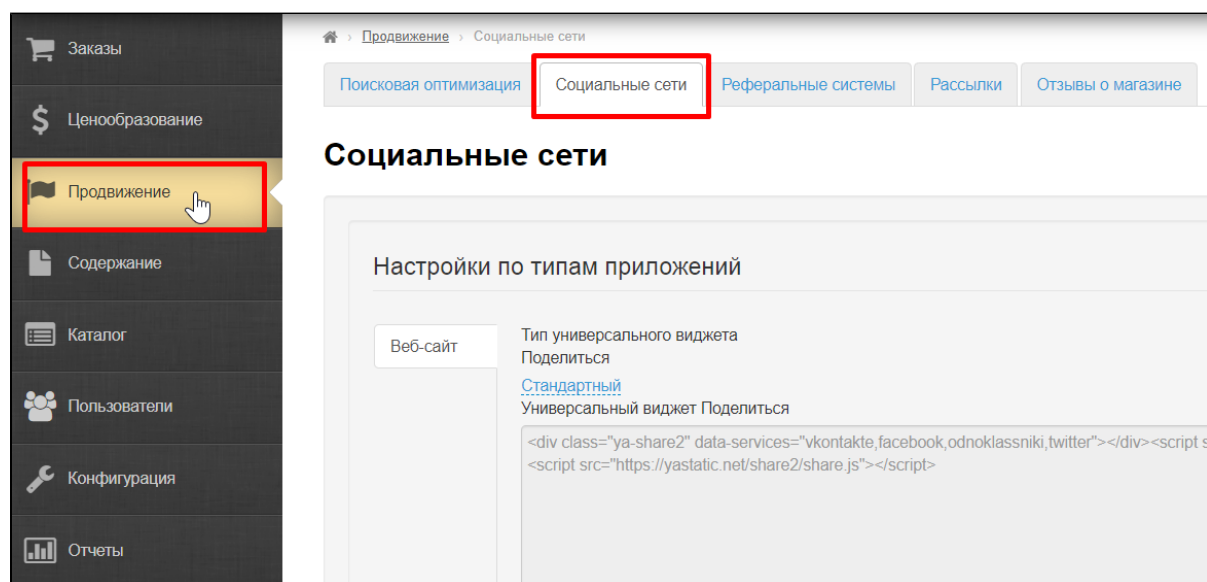 Заказы
Ценообразование
Продвижение
Содержание
Каталог
Пользователи
Конфигурация
Отчеты
Продвижение › Социальные сети
Поисковая оптимизация
Социальные сети
Реферальные системы
Рассылки
Отзывы о магазине
Социальные сети
Настройки по типам приложений
Веб-сайт
Тип универсального виджета
Поделиться
Стандартный
Универсальный виджет Поделиться
<div class="ya-share2" data-services="vkontakte,facebook,odnoklassniki,twitter"></div><script s
<script src="https://yastatic.net/share2/share.js"></script>